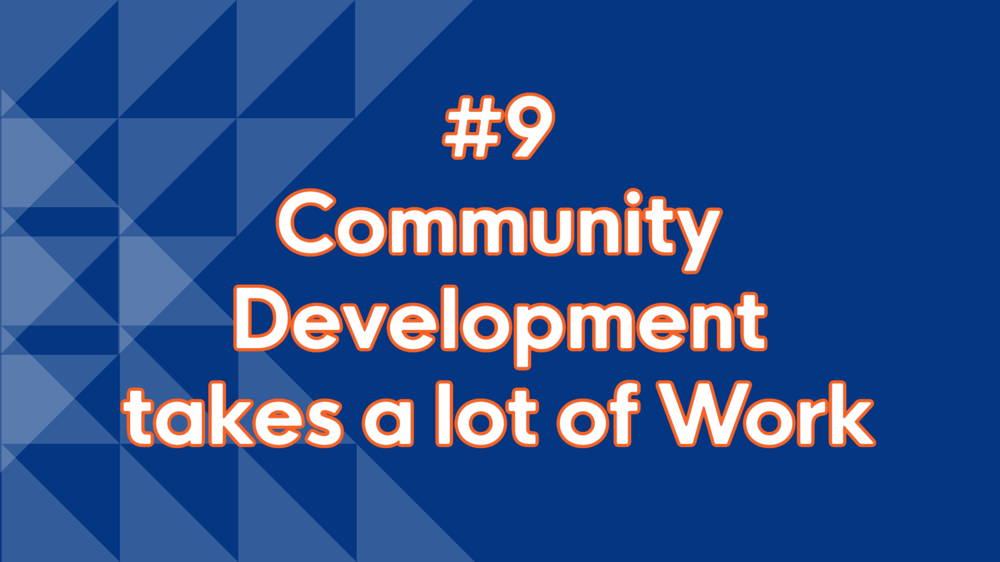 #9
Community
Development
takes a lot of Work